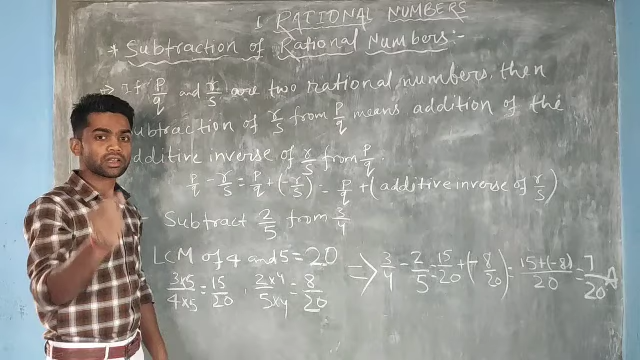 1 RATIONAL NUMBERS
* Subtraction of Rational Numbers:-
⇒ If p/q and r/s are two rational numbers, then
subtraction of r/s from p/q means addition of the
additive inverse of r/s from p/q.
p/q - r/s = p/q + (-r/s) = p/q + (additive inverse of r/s)
- Subtract 2/5 from 3/4
LCM of 4 and 5 = 20
3×5/4×5 = 15/20, 2×4/5×4 = 8/20 ⇒ 3/4 - 2/5 = 15/20 + (-8/20) = 15+(-8)/20 = 7/20